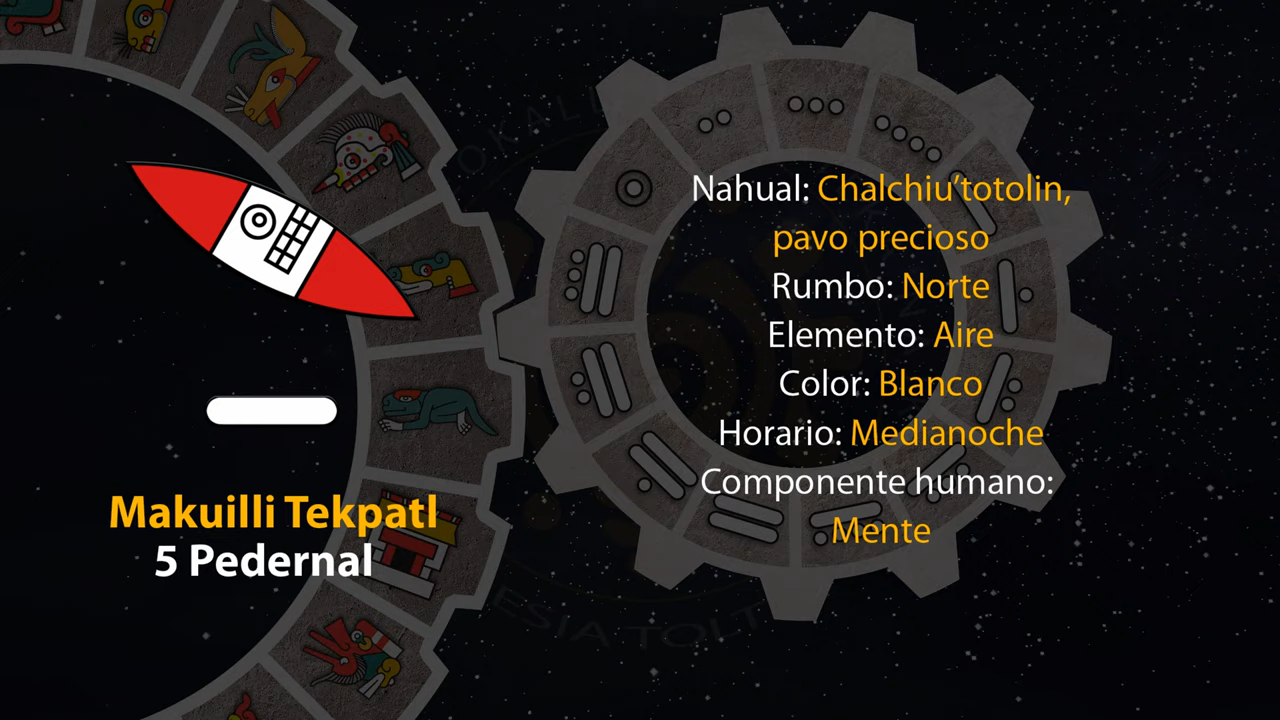 Makuilli Tekpatl
5 Pedernal
Nahual: Chalchiu’totolin,
pavo precioso
Rumbo: Norte
Elemento: Aire
Color: Blanco
Horario: Medianoche
Componente humano:
Mente